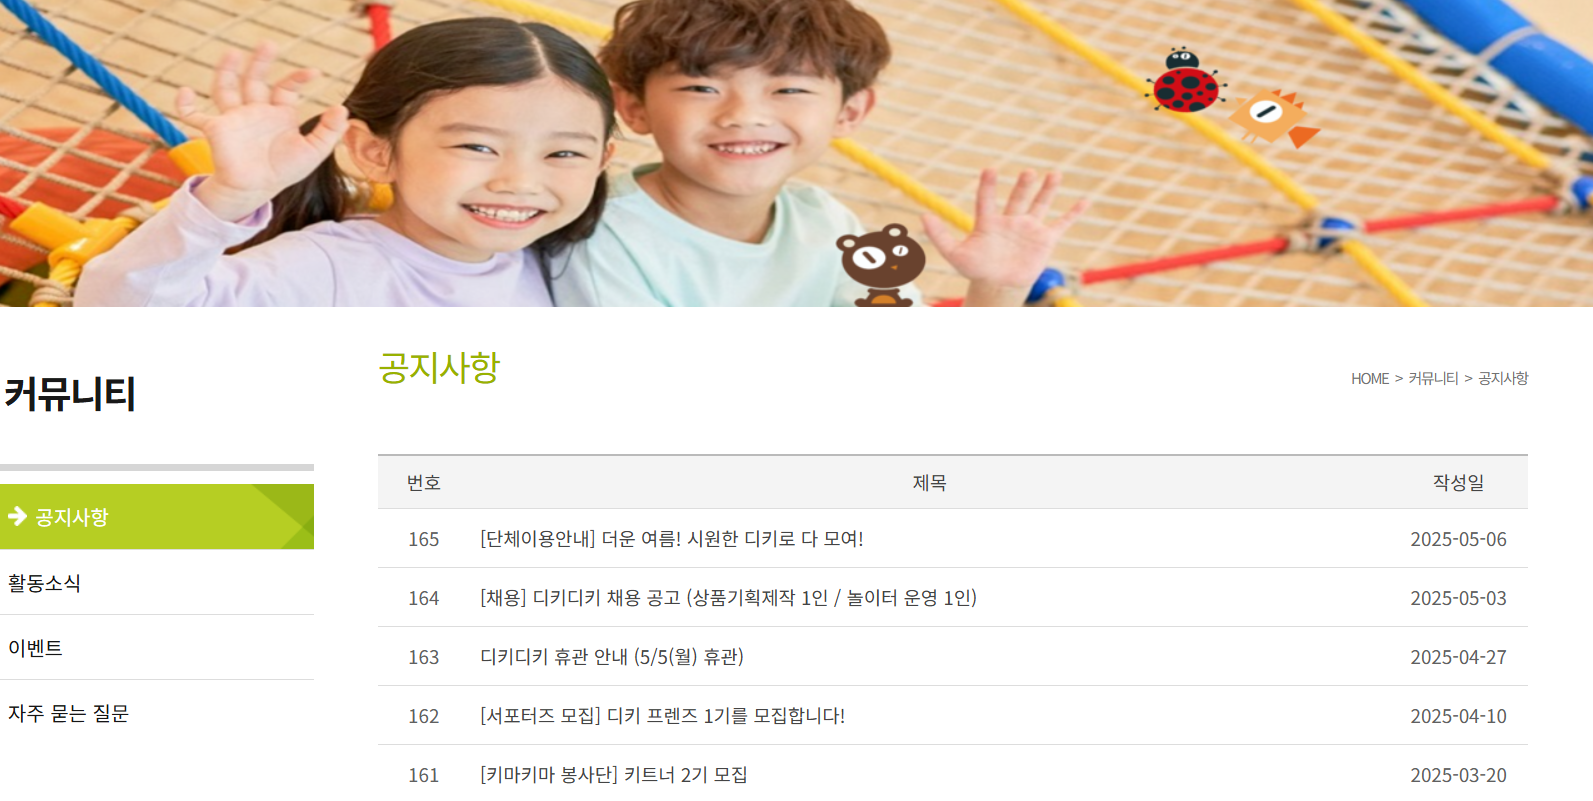 커뮤니티
공지사항
활동소식
이벤트
자주 묻는 질문
공지사항
HOME > 커뮤니티 > 공지사항
번호 제목 작성일
165 [단체이용안내] 더운 여름! 시원한 디키로 다 모여! 2025-05-06
164 [채용] 디키디키 채용 공고 (상품기획제작 1인 / 놀이터 운영 1인) 2025-05-03
163 디키디키 휴관 안내 (5/5(월) 휴관) 2025-04-27
162 [서포터즈 모집] 디키 프렌즈 1기를 모집합니다! 2025-04-10
161 [키마키마 봉사단] 키트너 2기 모집 2025-03-20